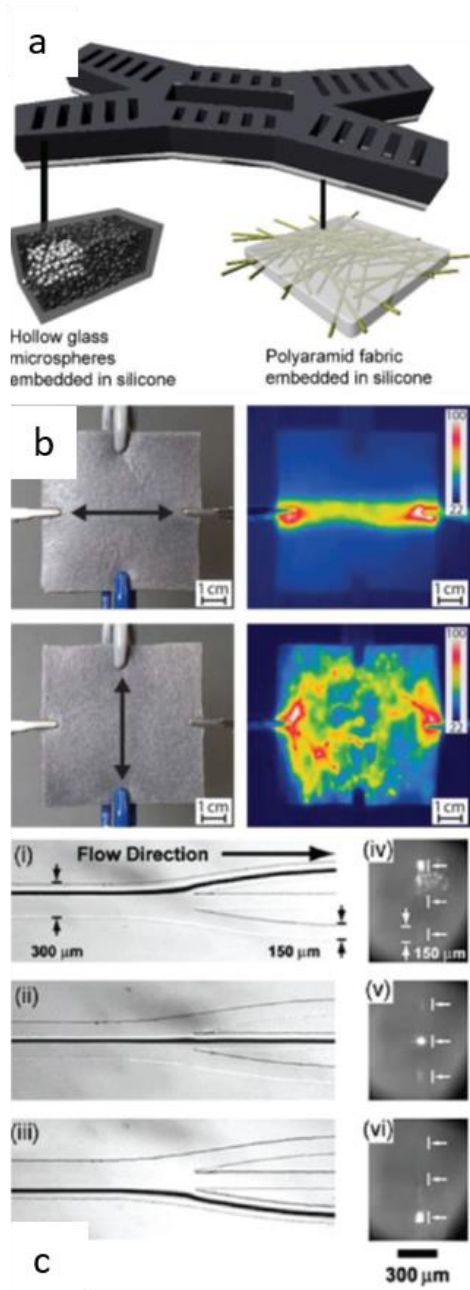 a
Hollow glass
microspheres
embedded in silicone
Polyaramid fabric
embedded in silicone
b
1 cm
100
22
1 cm
1 cm
100
22
1 cm
(i)
Flow Direction
300 µm
150 µm
(iv)
150 µm
(ii)
(v)
(iii)
(vi)
c
300 µm